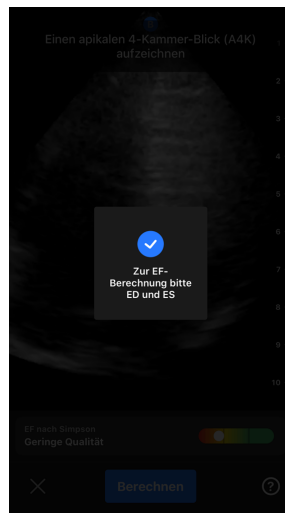 Einen apikalen 4-Kammer-Blick (A4K)
aufzeichnen
2
3
4
5
6
7
8
9
10
Zur EF-
Berechnung bitte
ED und ES
EF nach Simpson
Geringe Qualität
Berechnen
?